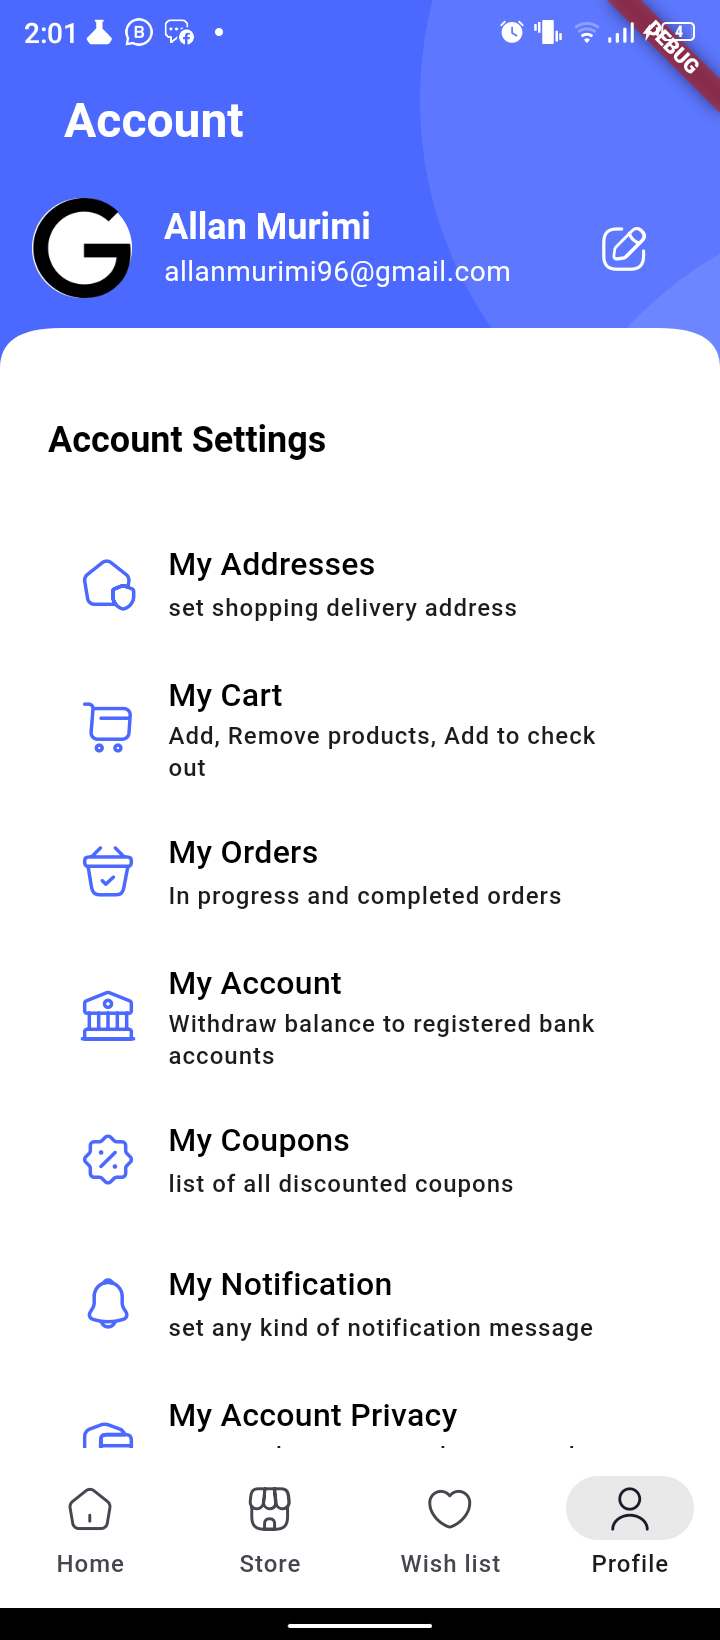 2:01
4
DEBUG
Account
Allan Murimi
allanmurimi96@gmail.com
Account Settings
My Addresses
set shopping delivery address
My Cart
Add, Remove products, Add to check
out
My Orders
In progress and completed orders
My Account
Withdraw balance to registered bank
accounts
My Coupons
list of all discounted coupons
My Notification
set any kind of notification message
My Account Privacy
Home
Store
Wish list
Profile